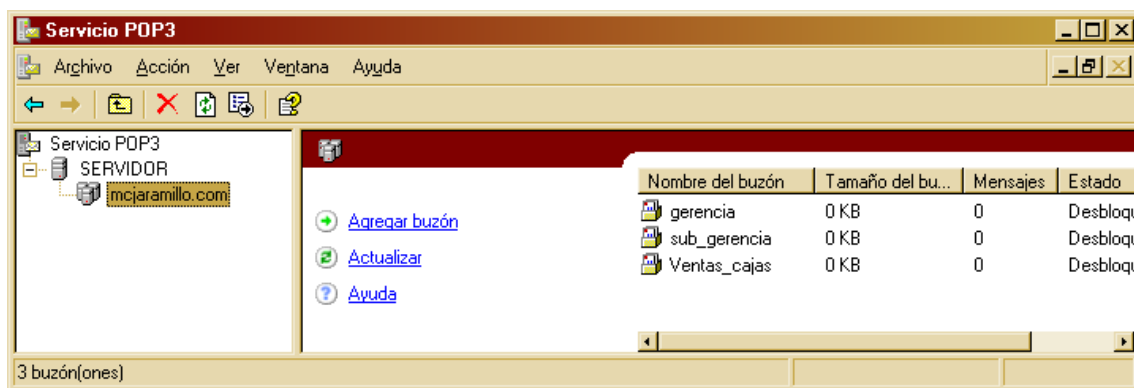 Servicio POP3
Archivo Acción Ver Ventana Ayuda
Servicio POP3
SERVIDOR
mcjaramillo.com
Agregar buzón
Actualizar
Ayuda
Nombre del buzón Tamaño del bu... Mensajes Estado
gerencia 0 KB 0 Desbloqu
sub_gerencia 0 KB 0 Desbloqu
Ventas_cajas 0 KB 0 Desbloqu
3 buzón(ones)